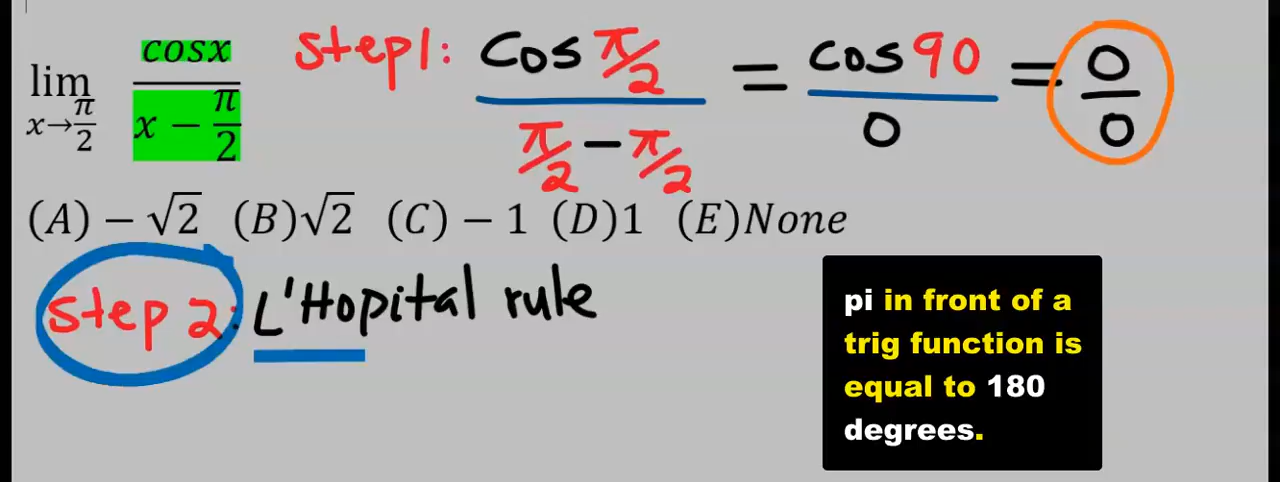 lim x→π/2 cosx / (x − π/2)
step1: cos π/2 / (π/2 − π/2) = cos 90 / 0 = 0/0
(A) − √2 (B)√2 (C) − 1 (D)1 (E)None
step 2: L'Hopital rule
pi in front of a
trig function is
equal to 180
degrees.